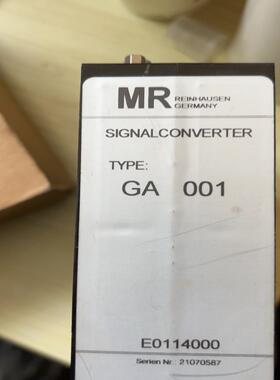 MR REINHAUSEN
GERMANY
SIGNALCONVERTER
TYPE:
GA 001
E0114000
Serien Nr.: 21070587